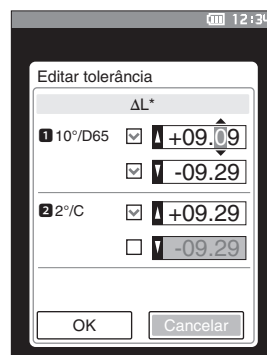 12:34
Editar tolerância
ΔL*
1 10°/D65 +09.09
-09.29
2 2°/C +09.29
-09.29
OK Cancelar